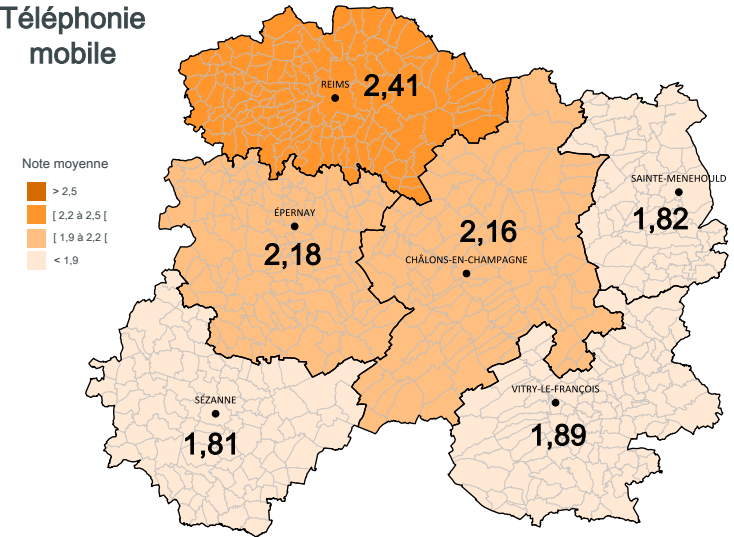 Téléphonie
mobile
REIMS 2,41
Note moyenne
> 2,5
[ 2,2 à 2,5 [
[ 1,9 à 2,2 [
< 1,9
SAINTE-MENEHOULD
1,82
ÉPERNAY
2,18
2,16
CHÂLONS-EN-CHAMPAGNE
VITRY-LE-FRANÇOIS
1,89
SÉZANNE
1,81